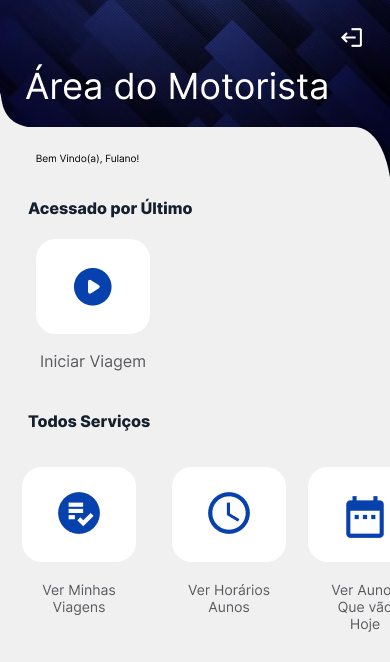 Área do Motorista
Bem Vindo(a), Fulano!
Acessado por Último
Iniciar Viagem
Todos Serviços
Ver Minhas
Viagens
Ver Horários
Aunos
Ver Auno
Que vão
Hoje